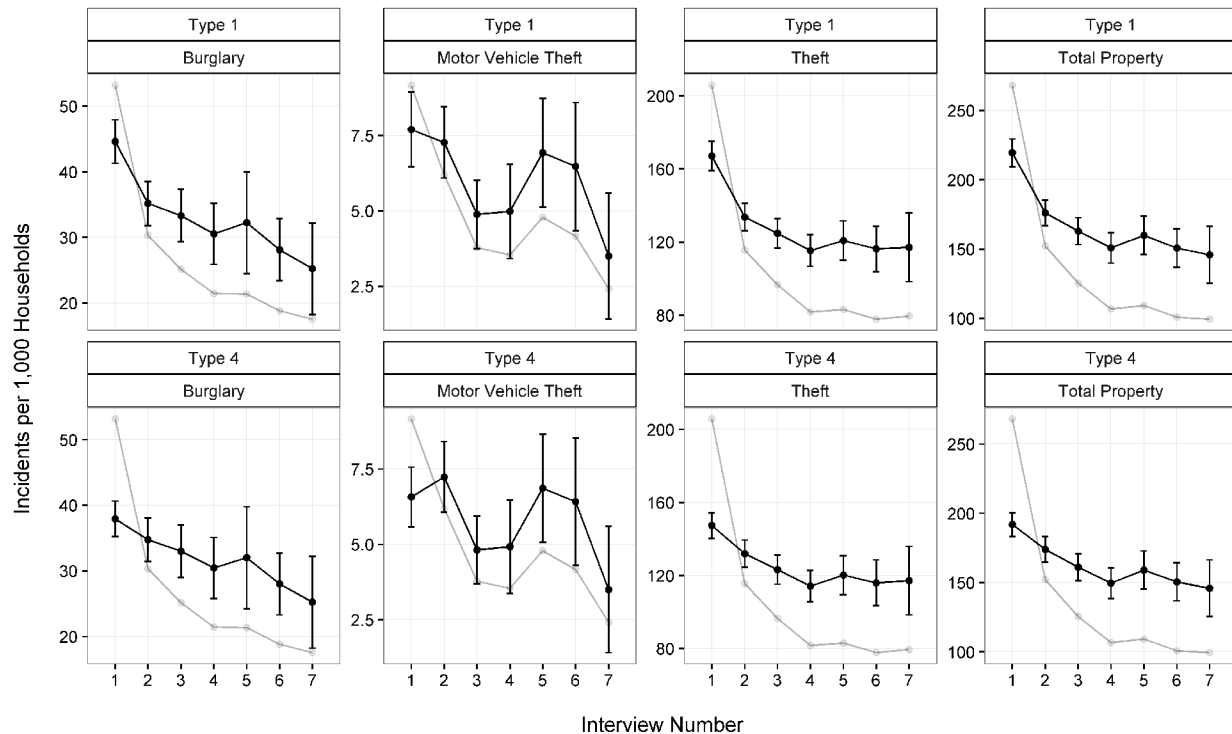 Type 1
Type 1
Type 1
Type 1
Burglary
Motor Vehicle Theft
Theft
Total Property
50
40
30
20
7.5
5.0
2.5
200
160
120
80
250
200
150
100
Type 4
Type 4
Type 4
Type 4
Burglary
Motor Vehicle Theft
Theft
Total Property
50
40
30
20
7.5
5.0
2.5
200
160
120
80
250
200
150
100
1 2 3 4 5 6 7
1 2 3 4 5 6 7
1 2 3 4 5 6 7
1 2 3 4 5 6 7
Incidents per 1,000 Households
Interview Number